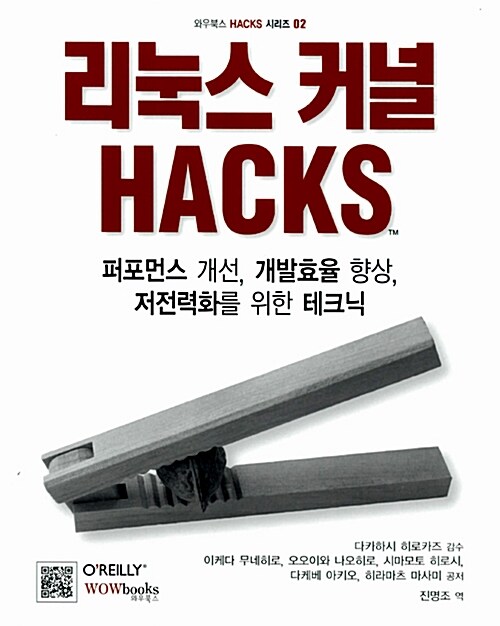 와우북스 HACKS 시리즈 02
리눅스 커널
HACKS™
퍼포먼스 개선, 개발효율 향상,
저전력화를 위한 테크닉
다카하시 히로카즈 감수
이케다 무네히로, 오오이와 나오히로, 시마모토 히로시,
다케베 아키오, 히라마츠 마사미 공저
진명조 역
O'REILLY®
WOWbooks
와우북스